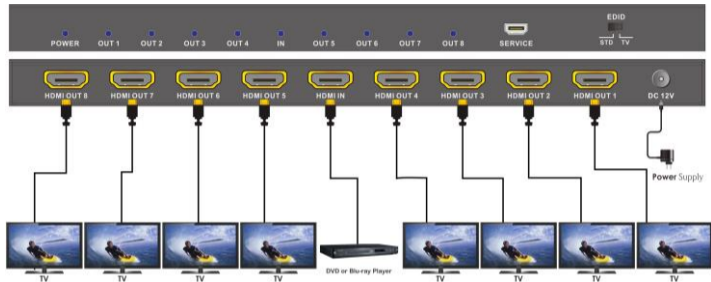 EDID
POWER OUT 1 OUT 2 OUT 3 OUT 4 IN OUT 5 OUT 6 OUT 7 OUT 8 SERVICE STD TV
HDMI OUT 8 HDMI OUT 7 HDMI OUT 6 HDMI OUT 5 HDMI IN HDMI OUT 4 HDMI OUT 3 HDMI OUT 2 HDMI OUT 1 DC 12V
Power Supply
TV TV TV TV DVD or Blu-ray Player TV TV TV TV